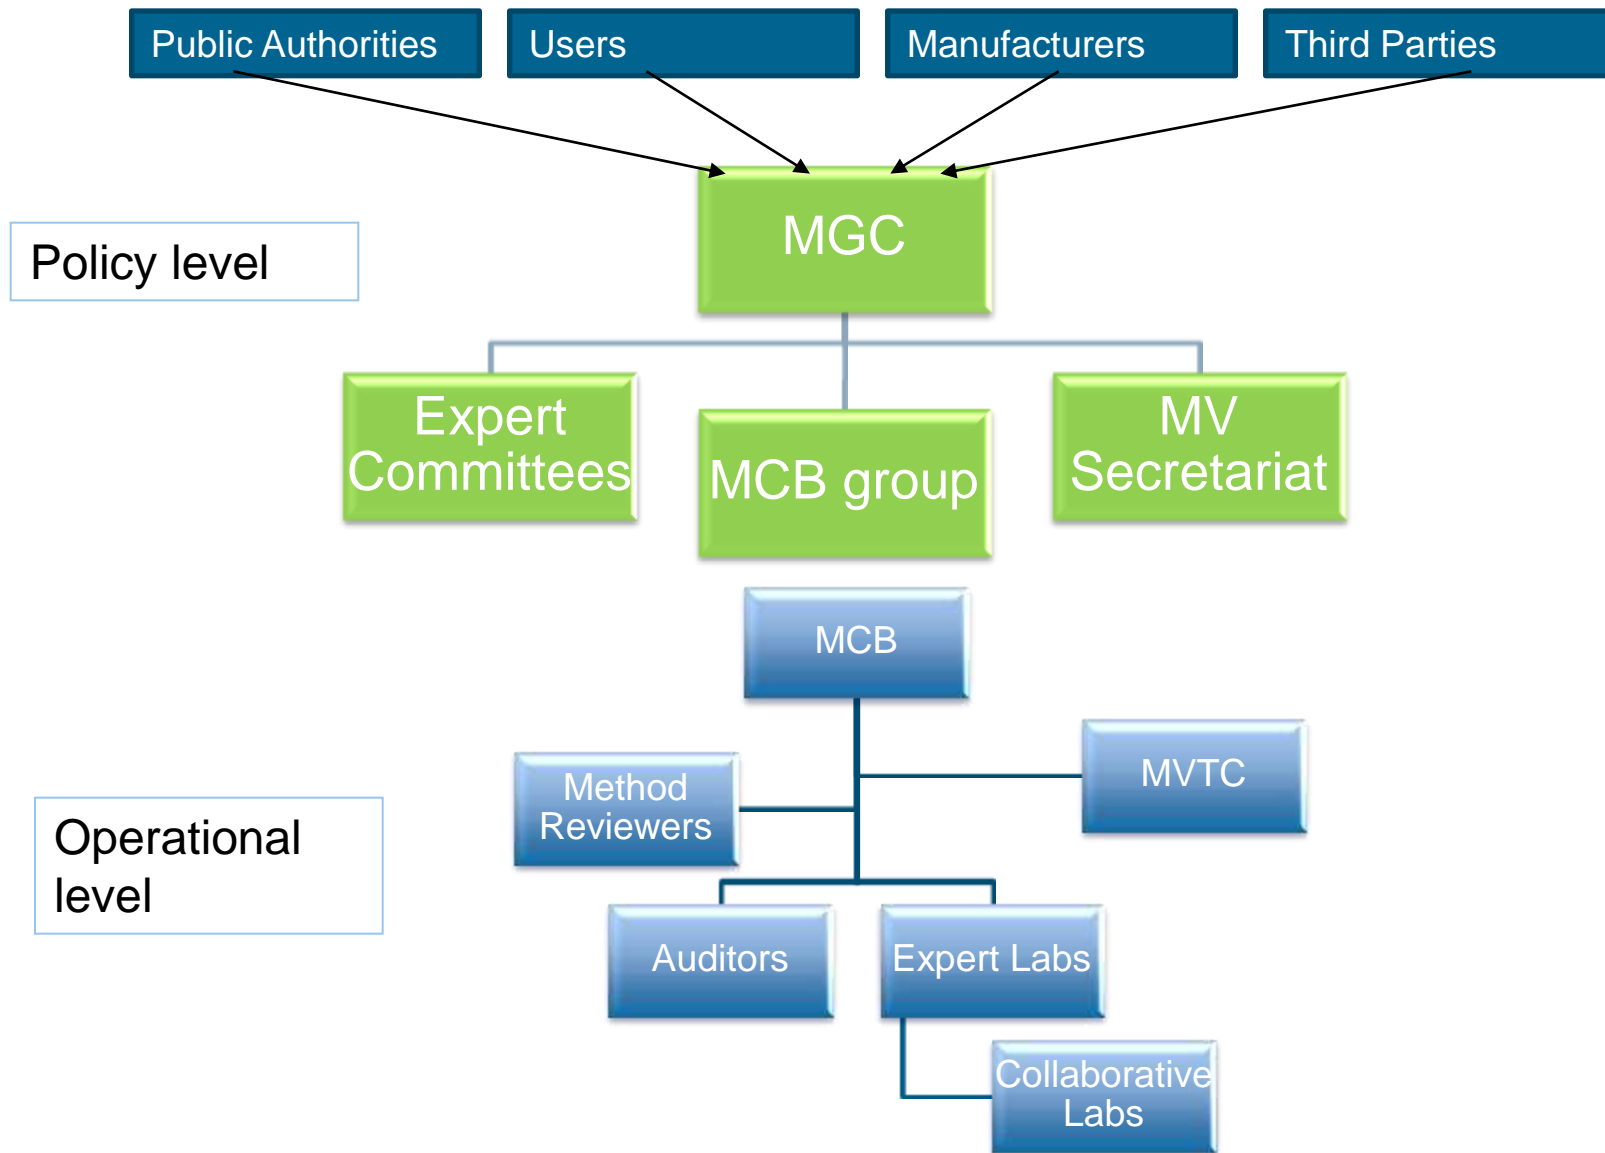 Public Authorities
Users
Manufacturers
Third Parties
MGC
Policy level
Expert
Committees
MCB group
MV
Secretariat
MCB
MVTC
Method
Reviewers
Operational
level
Auditors
Expert Labs
Collaborative
Labs